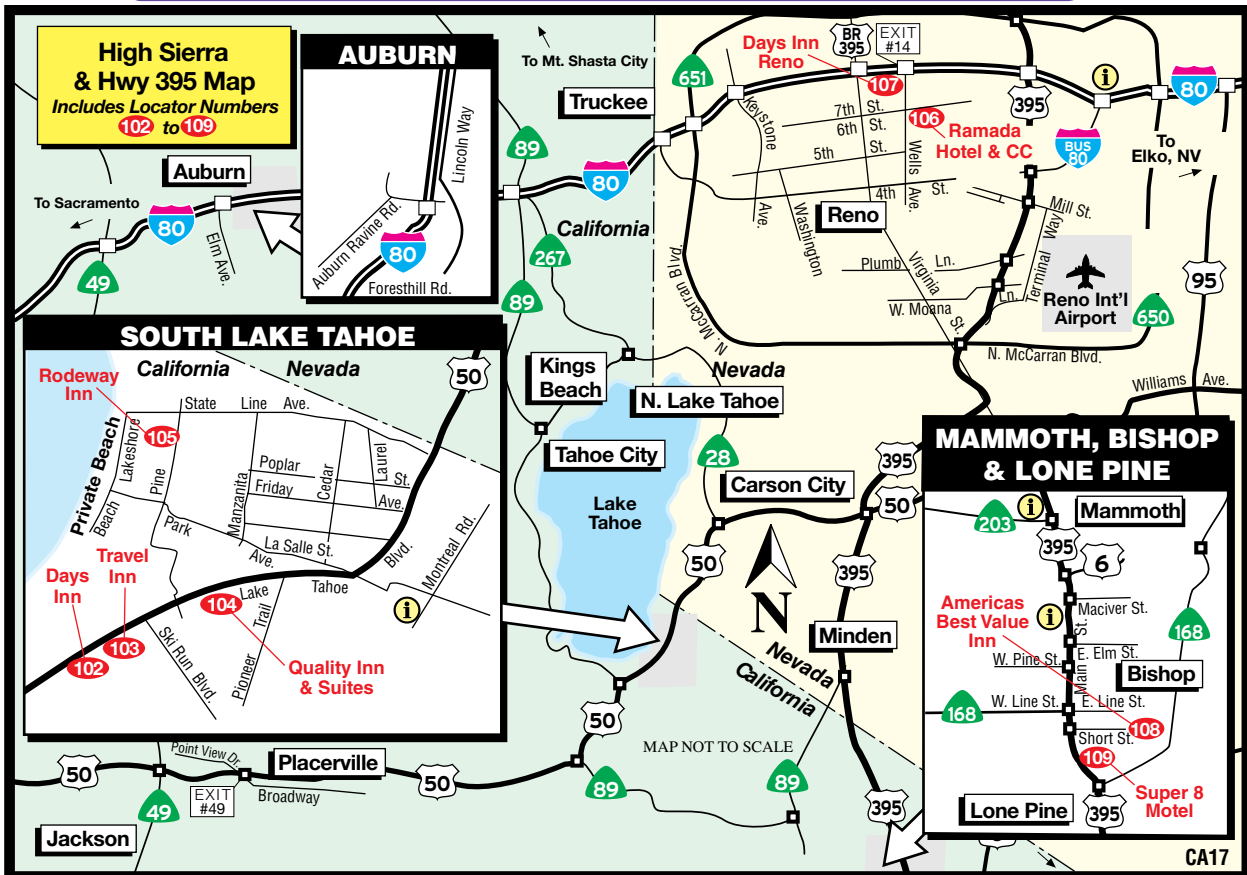 High Sierra
& Hwy 395 Map
Includes Locator Numbers
102 to 109
AUBURN
Lincoln Way
Auburn Ravine Rd.
80
Foresthill Rd.
To Mt. Shasta City
Truckee
89
80
California
267
89
Auburn
To Sacramento
80
Elm Ave.
49
651
Keystone
Ave.
BR
395
EXIT
#14
Days Inn
Reno
107
7th St.
6th St.
5th St.
4th St.
106
Ramada
Hotel & CC
Wells
Ave.
Washington
Reno
Virginia
St.
Plumb Ln.
W. Moana Ln.
Terminal Way
Mill St.
395
i
80
BUS
80
To
Elko, NV
95
Reno Int'l
Airport
650
N. McCarran Blvd.
N. McCarran Blvd.
Nevada
Williams Ave.
SOUTH LAKE TAHOE
California
Nevada
50
Rodeway
Inn
105
State Line Ave.
Private Beach
Lakeshore
Beach
Pine
Park
Ave.
Manzanita
Poplar St.
Friday Ave.
Cedar
Laurel
La Salle St.
Lake Tahoe Blvd.
Montreal Rd.
i
Travel
Inn
103
Days
Inn
102
104
Quality Inn
& Suites
Ski Run Blvd.
Pioneer Trail
Kings
Beach
N. Lake Tahoe
Tahoe City
Lake
Tahoe
28
Carson City
395
50
50
395
N
Minden
Nevada
California
50
MAP NOT TO SCALE
89
89
395
50
Point View Dr.
Placerville
50
EXIT
#49
Broadway
49
Jackson
MAMMOTH, BISHOP
& LONE PINE
203
i
Mammoth
395
6
Maciver St.
i
Americas
Best Value
Inn
Main St.
E. Elm St.
W. Pine St.
168
Bishop
W. Line St.
E. Line St.
168
108
Short St.
109
Super 8
Motel
Lone Pine
395
CA17